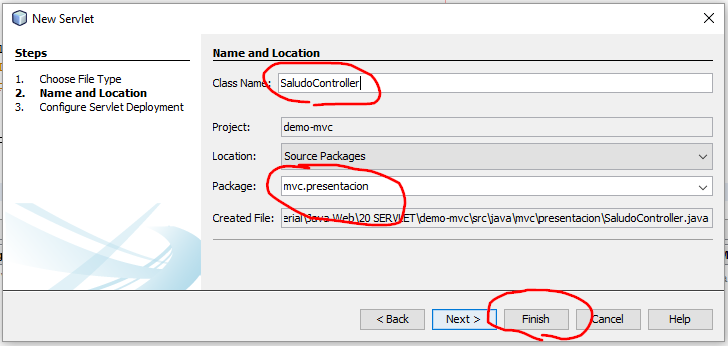 New Servlet
Steps
1. Choose File Type
2. Name and Location
3. Configure Servlet Deployment
Name and Location
Class Name: SaludoController
Project: demo-mvc
Location: Source Packages
Package: mvc.presentacion
Created File: erial\Java Web\20 SERVLET\demo-mvc\src\java\mvc\presentacion\SaludoController.java
< Back Next > Finish Cancel Help